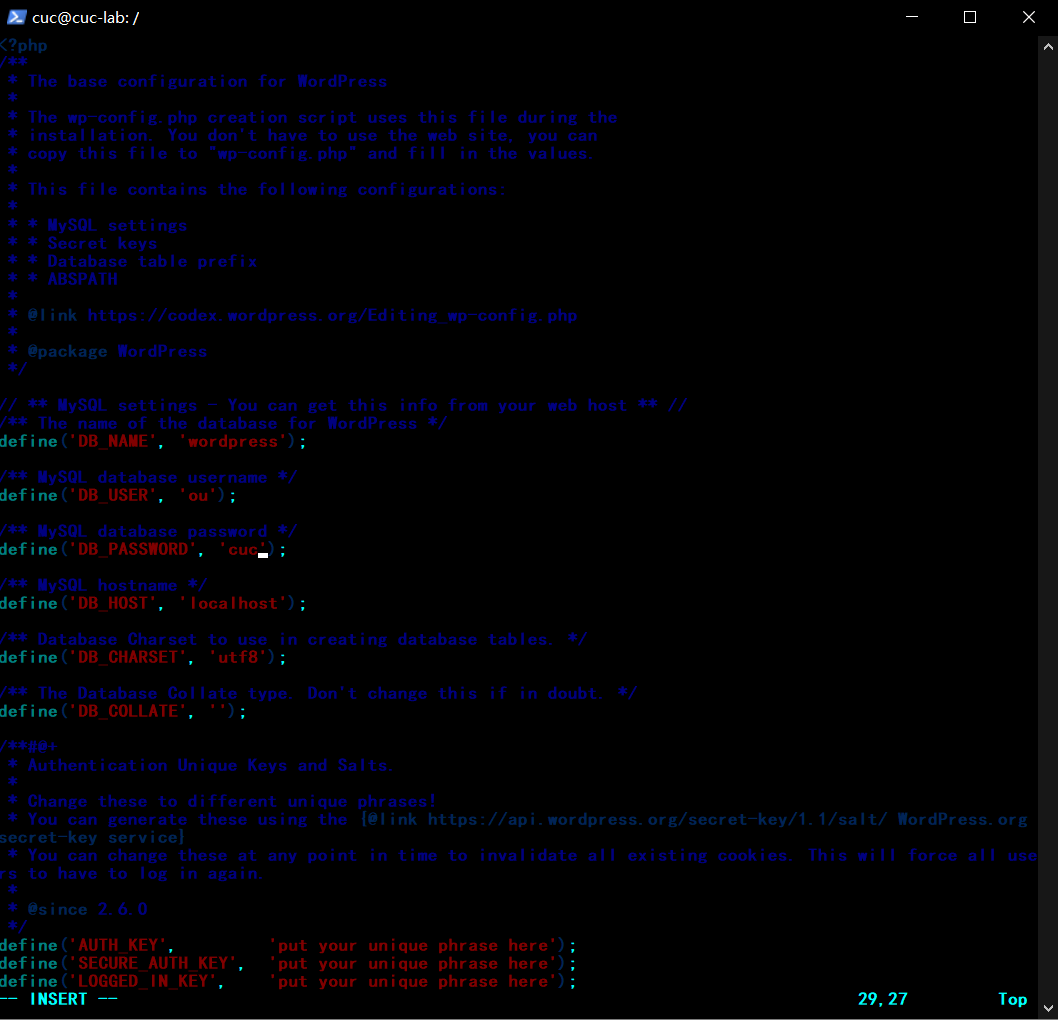 cuc@cuc-lab: /
<?php
/**
 * The base configuration for WordPress
 *
 * The wp-config.php creation script uses this file during the
 * installation. You don't have to use the web site, you can
 * copy this file to "wp-config.php" and fill in the values.
 *
 * This file contains the following configurations:
 *
 * * MySQL settings
 * * Secret keys
 * * Database table prefix
 * * ABSPATH
 *
 * @link https://codex.wordpress.org/Editing_wp-config.php
 *
 * @package WordPress
 */
// ** MySQL settings - You can get this info from your web host ** //
/** The name of the database for WordPress */
define('DB_NAME', 'wordpress');
/** MySQL database username */
define('DB_USER', 'ou');
/** MySQL database password */
define('DB_PASSWORD', 'cuc');
/** MySQL hostname */
define('DB_HOST', 'localhost');
/** Database Charset to use in creating database tables. */
define('DB_CHARSET', 'utf8');
/** The Database Collate type. Don't change this if in doubt. */
define('DB_COLLATE', '');
/**#@+
 * Authentication Unique Keys and Salts.
 *
 * Change these to different unique phrases!
 * You can generate these using the {@link https://api.wordpress.org/secret-key/1.1/salt/ WordPress.org
secret-key service}
 * You can change these at any point in time to invalidate all existing cookies. This will force all use
rs to have to log in again.
 *
 * @since 2.6.0
 */
define('AUTH_KEY',         'put your unique phrase here');
define('SECURE_AUTH_KEY',  'put your unique phrase here');
define('LOGGED_IN_KEY',    'put your unique phrase here');
-- INSERT -- 29,27 Top